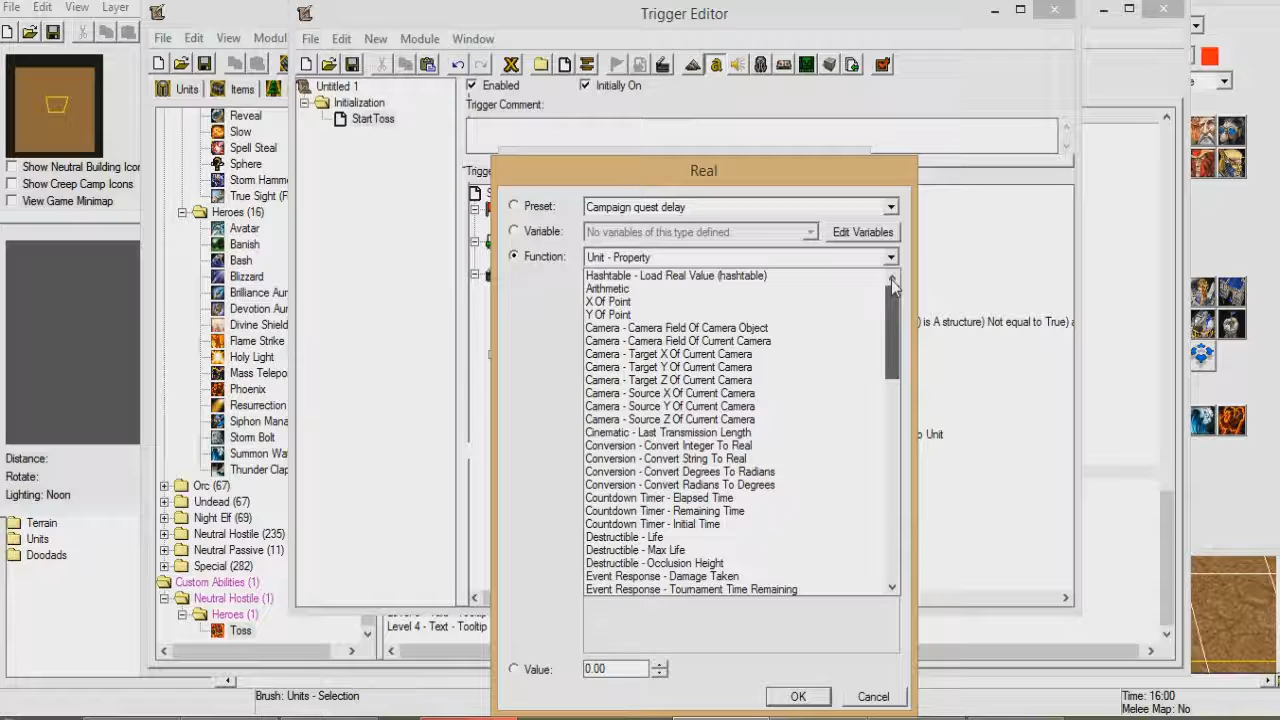 File Edit View Layer
Show Neutral Building Icon
Show Creep Camp Icons
View Game Minimap
Distance:
Rotate:
Lighting: Noon
Terrain
Units
Doodads
File Edit View Modul
Units Items
Reveal
Slow
Spell Steal
Sphere
Storm Hamme
True Sight (F
Heroes (16)
Avatar
Banish
Bash
Blizzard
Brilliance Aur
Devotion Aur
Divine Shield
Flame Strike
Holy Light
Mass Telepo
Phoenix
Resurrection
Siphon Mana
Storm Bolt
Summon Wa
Thunder Clap
Orc (67)
Undead (67)
Night Elf (69)
Neutral Hostile (235)
Neutral Passive (11)
Special (282)
Custom Abilities (1)
Neutral Hostile (1)
Heroes (1)
Toss
Level 4 - Text - Tooltip
Trigger Editor
File Edit New Module Window
Untitled 1
Initialization
StartToss
Enabled
Initially On
Trigger Comment:
Trigge
) is A structure) Not equal to True) a
o Unit
Real
Preset:
Campaign quest delay
Variable:
No variables of this type defined
Edit Variables
Function:
Unit - Property
Hashtable - Load Real Value (hashtable)
Arithmetic
X Of Point
Y Of Point
Camera - Camera Field Of Camera Object
Camera - Camera Field Of Current Camera
Camera - Target X Of Current Camera
Camera - Target Y Of Current Camera
Camera - Target Z Of Current Camera
Camera - Source X Of Current Camera
Camera - Source Y Of Current Camera
Camera - Source Z Of Current Camera
Cinematic - Last Transmission Length
Conversion - Convert Integer To Real
Conversion - Convert String To Real
Conversion - Convert Degrees To Radians
Conversion - Convert Radians To Degrees
Countdown Timer - Elapsed Time
Countdown Timer - Remaining Time
Countdown Timer - Initial Time
Destructible - Life
Destructible - Max Life
Destructible - Occlusion Height
Event Response - Damage Taken
Event Response - Tournament Time Remaining
Value:
0.00
OK
Cancel
Brush: Units - Selection
Time: 16:00
Melee Map: No